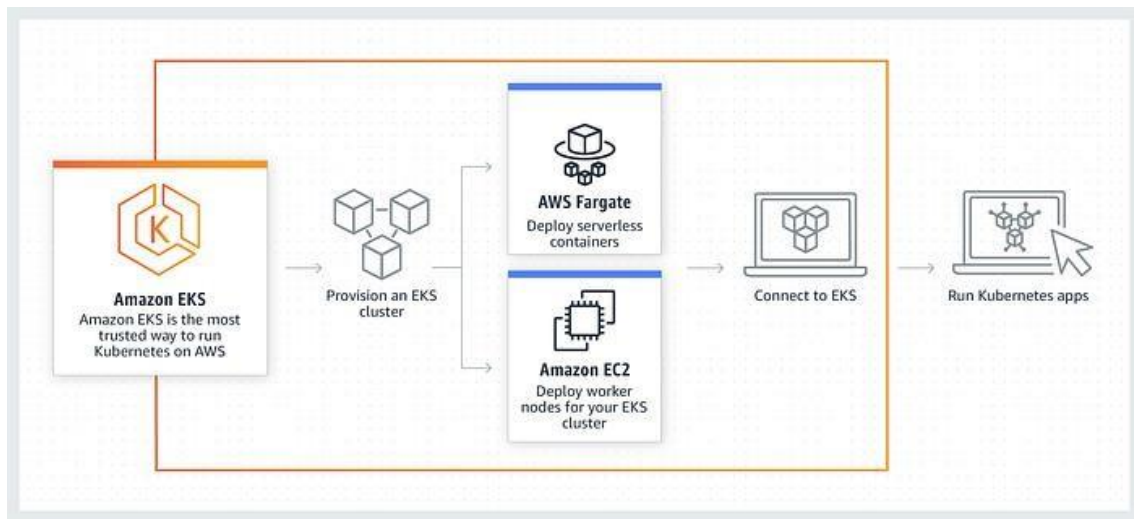 K
Amazon EKS
Amazon EKS is the most
trusted way to run
Kubernetes on AWS
Provision an EKS
cluster
AWS Fargate
Deploy serverless
containers
Amazon EC2
Deploy worker
nodes for your EKS
cluster
Connect to EKS
Run Kubernetes apps